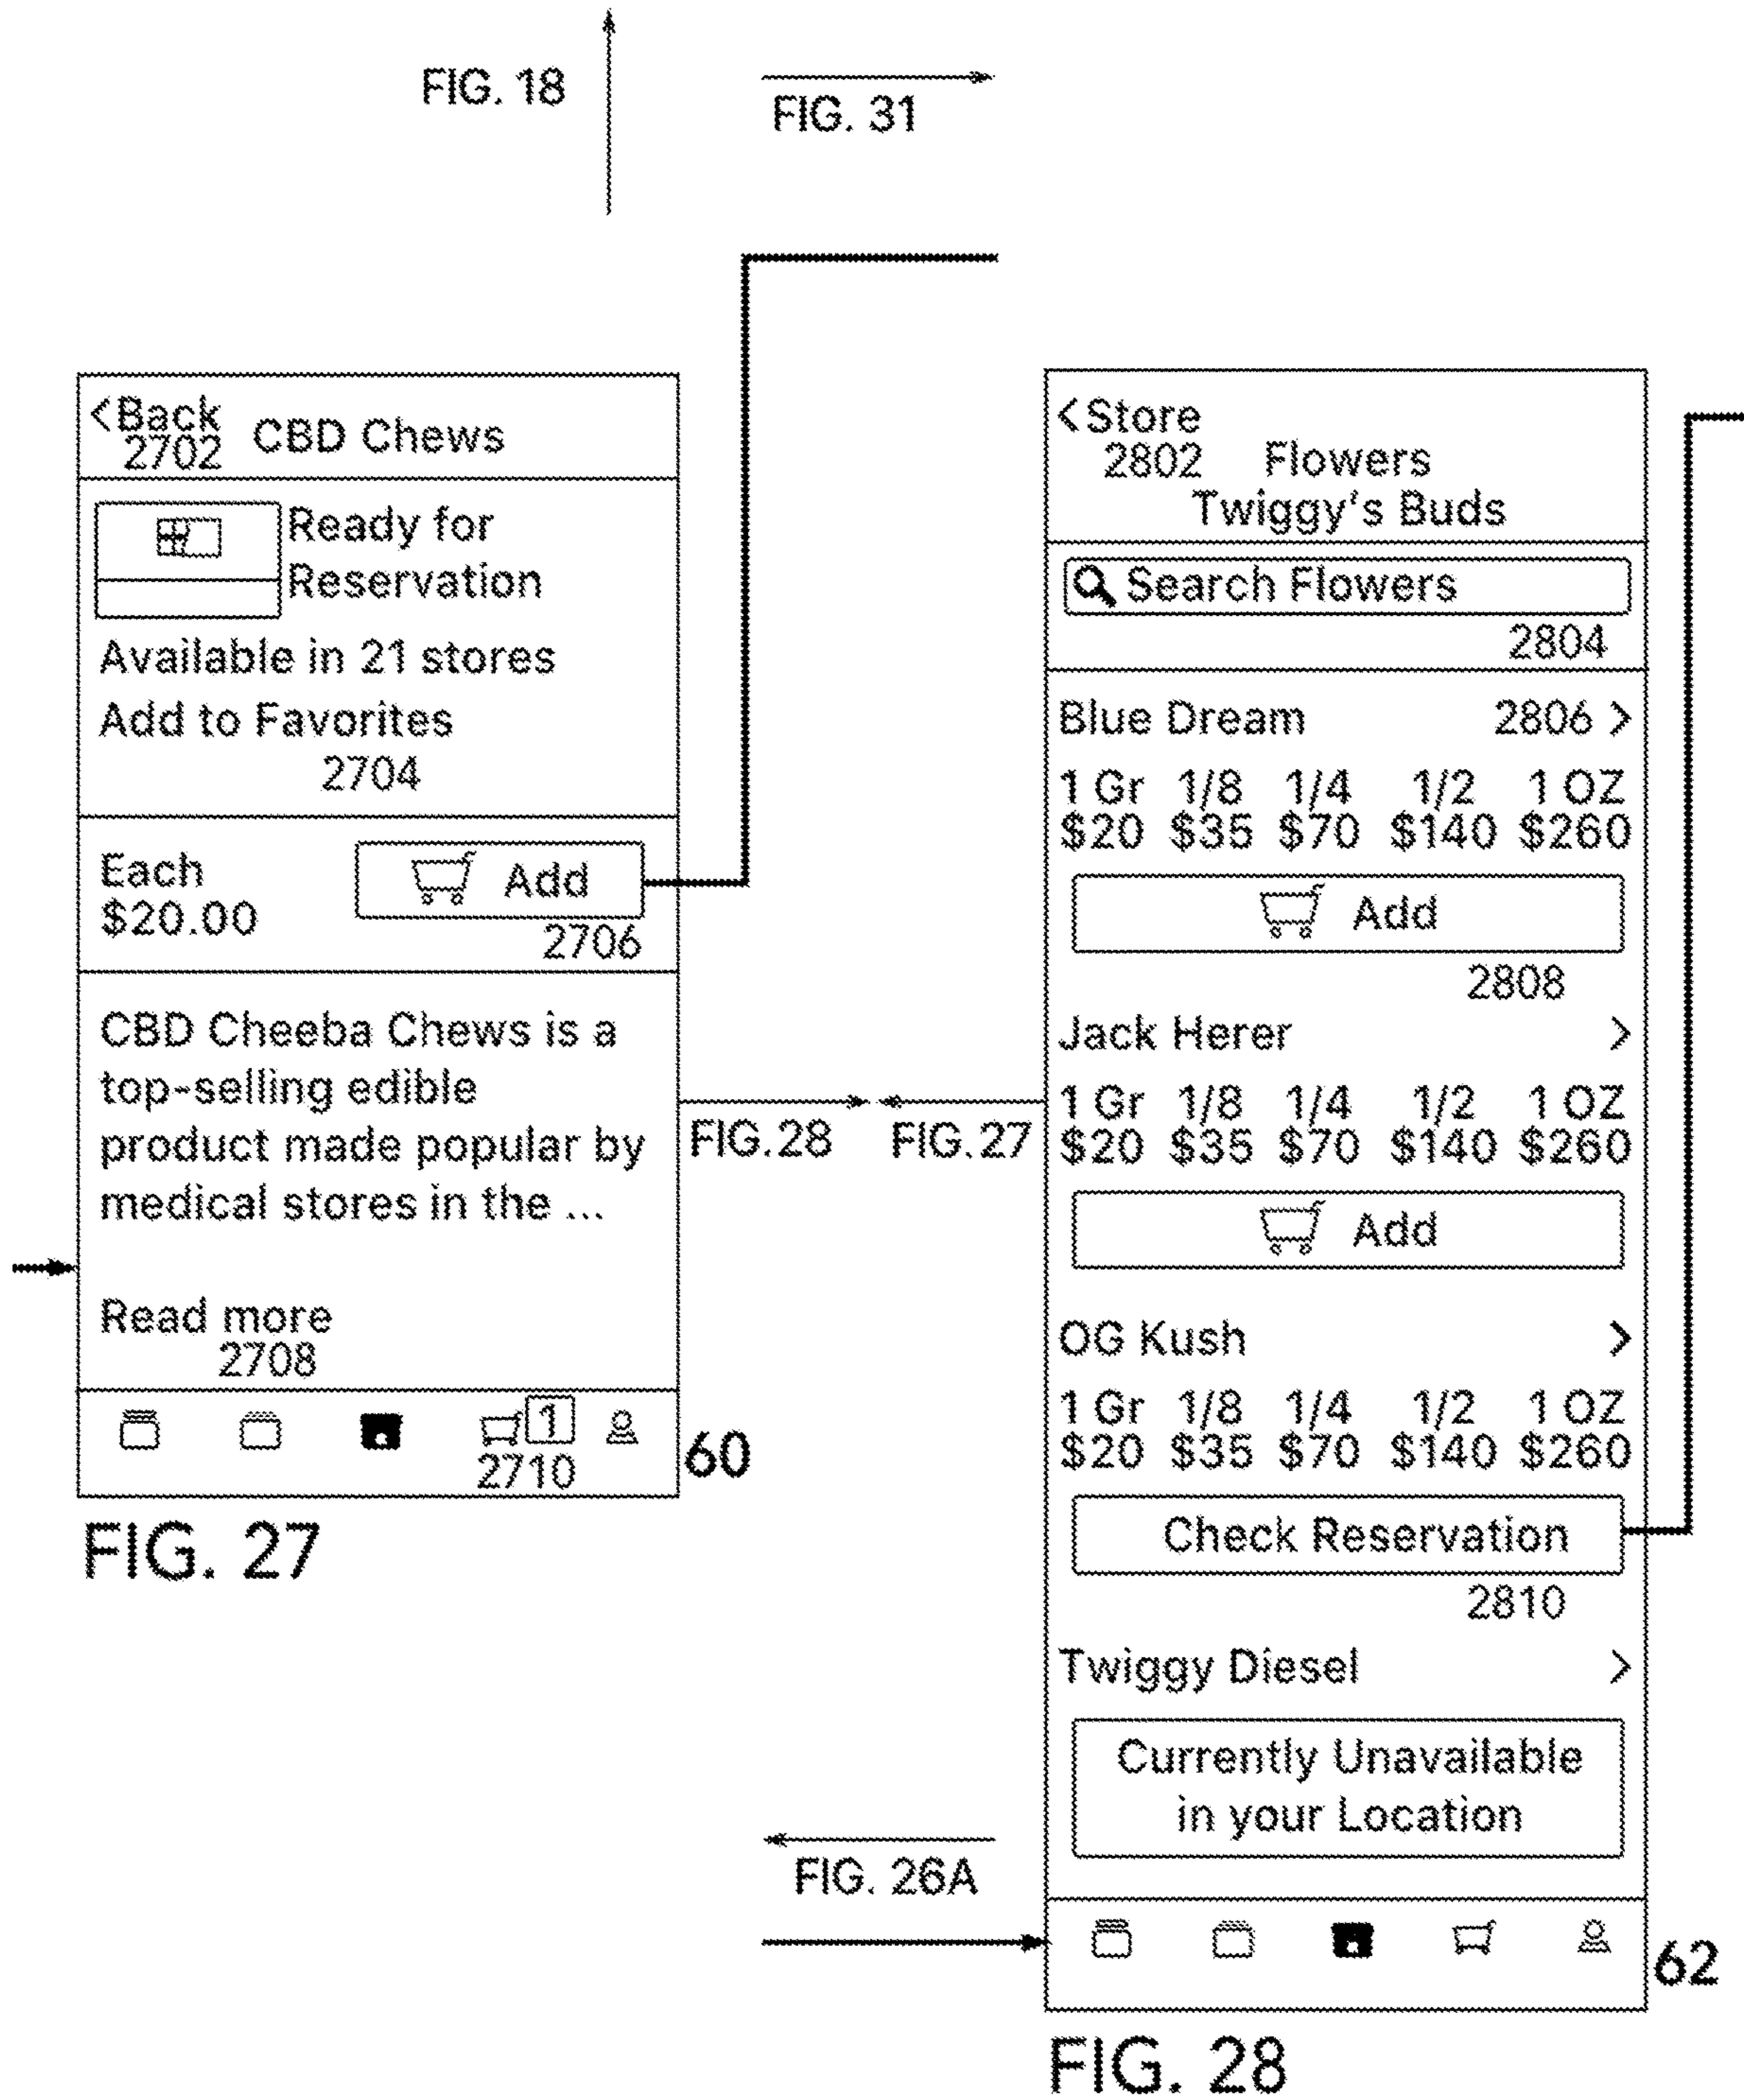 FIG. 18
FIG. 31
<Back
2702
CBD Chews
Ready for
Reservation
Available in 21 stores
Add to Favorites
2704
Each
$20.00
Add
2706
CBD Cheeba Chews is a
top-selling edible
product made popular by
medical stores in the ...
Read more
2708
1
2710
60
FIG. 27
FIG. 28
FIG. 27
<Store
2802
Flowers
Twiggy's Buds
Search Flowers
2804
Blue Dream 2806 >
1 Gr 1/8 1/4 1/2 1 OZ
$20 $35 $70 $140 $260
Add
2808
Jack Herer >
1 Gr 1/8 1/4 1/2 1 OZ
$20 $35 $70 $140 $260
Add
OG Kush >
1 Gr 1/8 1/4 1/2 1 OZ
$20 $35 $70 $140 $260
Check Reservation
2810
Twiggy Diesel >
Currently Unavailable
in your Location
FIG. 26A
62
FIG. 28